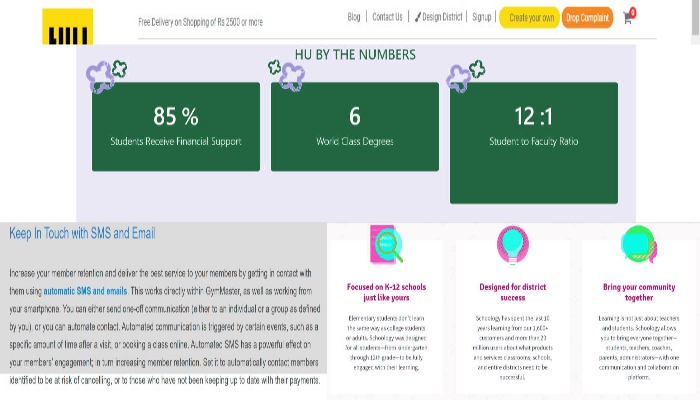 Free Delivery on Shopping of Rs 2500 or more
Blog
Contact Us
Design District
Signup
Create your own
Drop Complaint
0
HU BY THE NUMBERS
85 %
Students Receive Financial Support
6
World Class Degrees
12 :1
Student to Faculty Ratio
Keep In Touch with SMS and Email
Increase your member retention and deliver the best service to your members by getting in contact with
them using automatic SMS and emails. This works directly within GymMaster, as well as working from
your smartphone. You can either send one-off communication (either to an individual or a group as defined
by you), or you can automate contact. Automated communication is triggered by certain events, such as a
specific amount of time after a visit, or booking a class online. Automated SMS has a powerful effect on
your members' engagement; in turn increasing member retention. Set it to automatically contact members
identified to be at risk of cancelling, or to those who have not been keeping up to date with their payments.
Focused on K-12 schools
just like yours
Elementary students don't learn
the same way as college students
or adults. Schoology was designed
for all students—from kindergarten
through 12th grade—to be fully
engaged with their learning.
Designed for district
success
Schoology has spent the last 10
years learning from our 1,600+
customers and more than 20
million users about what products
and services classrooms, schools,
and entire districts need to be
successful.
Bring your community
together
Learning is not just about teachers
and students. Schoology allows
you to bring everyone together—
students, teachers, coaches,
parents, administrators—with one
communication and collaboration
platform.